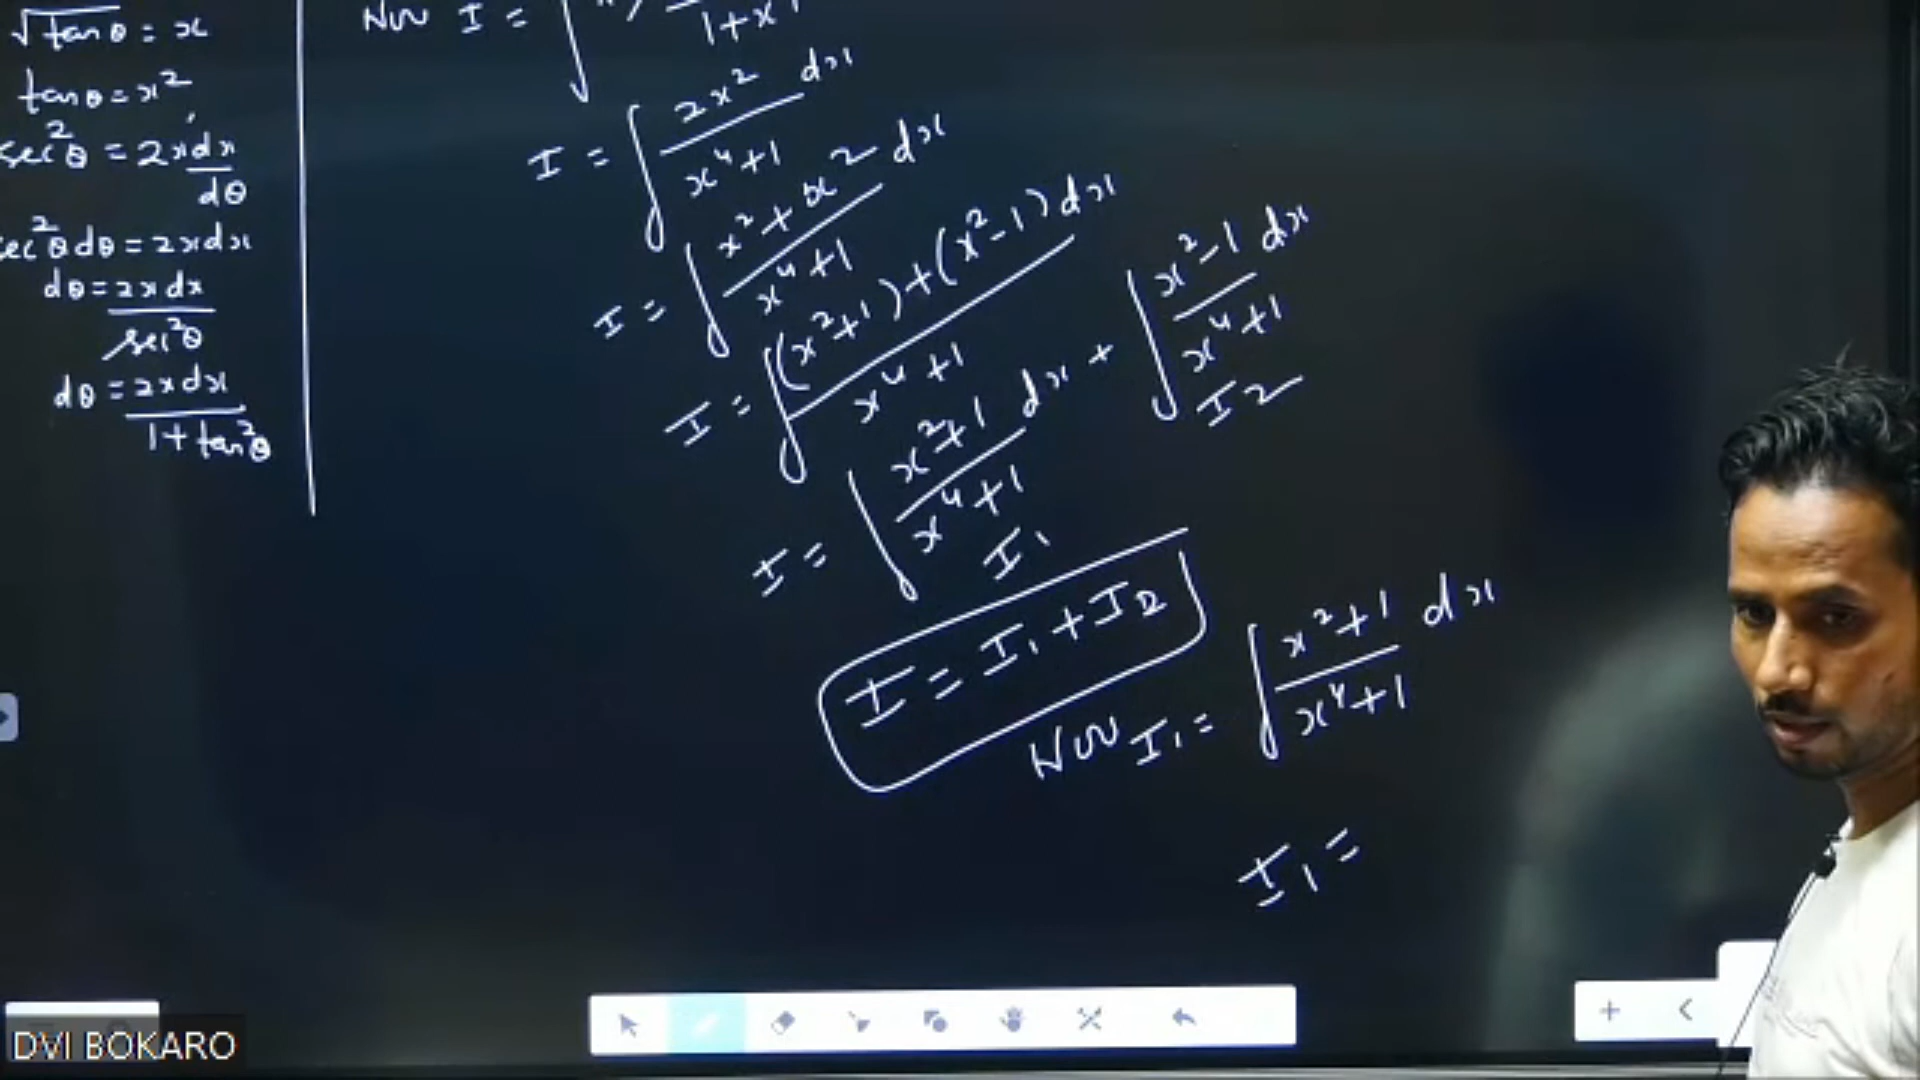 √tanθ = x
tanθ = x²
sec²θ = 2x dx/dθ
sec²θ dθ = 2x dx
dθ = 2x dx / sec²θ
dθ = 2x dx / 1 + tan²θ
Now I = ∫ / 1 + x⁴
I = ∫ 2x² / x⁴ + 1 dx
I = ∫ x² + x² / x⁴ + 1 dx
I = ∫ (x² + 1) + (x² - 1) / x⁴ + 1 dx
I = ∫ x² + 1 / x⁴ + 1 dx + ∫ x² - 1 / x⁴ + 1 dx
I₁ I₂
I = I₁ + I₂
Now I₁ = ∫ x² + 1 / x⁴ + 1 dx
I₁ =
DVI BOKARO